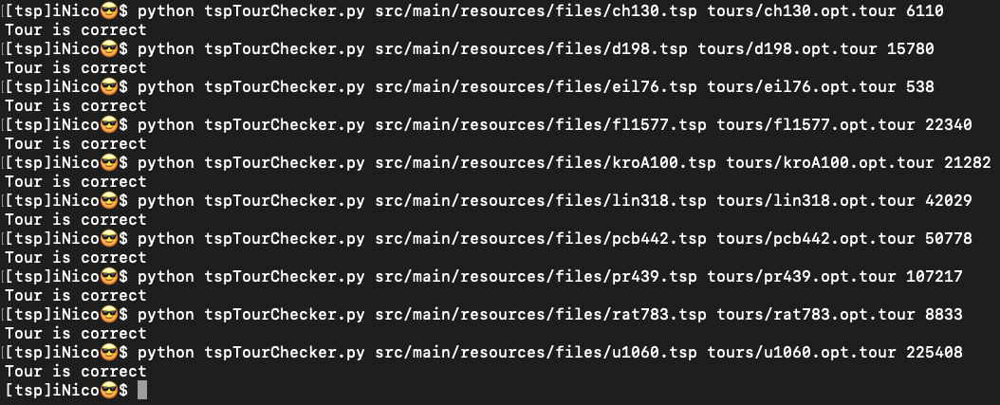 [[tsp]iNico😎$ python tspTourChecker.py src/main/resources/files/ch130.tsp tours/ch130.opt.tour 6110
Tour is correct
[[tsp]iNico😎$ python tspTourChecker.py src/main/resources/files/d198.tsp tours/d198.opt.tour 15780
Tour is correct
[[tsp]iNico😎$ python tspTourChecker.py src/main/resources/files/eil76.tsp tours/eil76.opt.tour 538
Tour is correct
[[tsp]iNico😎$ python tspTourChecker.py src/main/resources/files/fl1577.tsp tours/fl1577.opt.tour 22340
Tour is correct
[[tsp]iNico😎$ python tspTourChecker.py src/main/resources/files/kroA100.tsp tours/kroA100.opt.tour 21282
Tour is correct
[[tsp]iNico😎$ python tspTourChecker.py src/main/resources/files/lin318.tsp tours/lin318.opt.tour 42029
Tour is correct
[[tsp]iNico😎$ python tspTourChecker.py src/main/resources/files/pcb442.tsp tours/pcb442.opt.tour 50778
Tour is correct
[[tsp]iNico😎$ python tspTourChecker.py src/main/resources/files/pr439.tsp tours/pr439.opt.tour 107217
Tour is correct
[[tsp]iNico😎$ python tspTourChecker.py src/main/resources/files/rat783.tsp tours/rat783.opt.tour 8833
Tour is correct
[[tsp]iNico😎$ python tspTourChecker.py src/main/resources/files/u1060.tsp tours/u1060.opt.tour 225408
Tour is correct
[tsp]iNico😎$